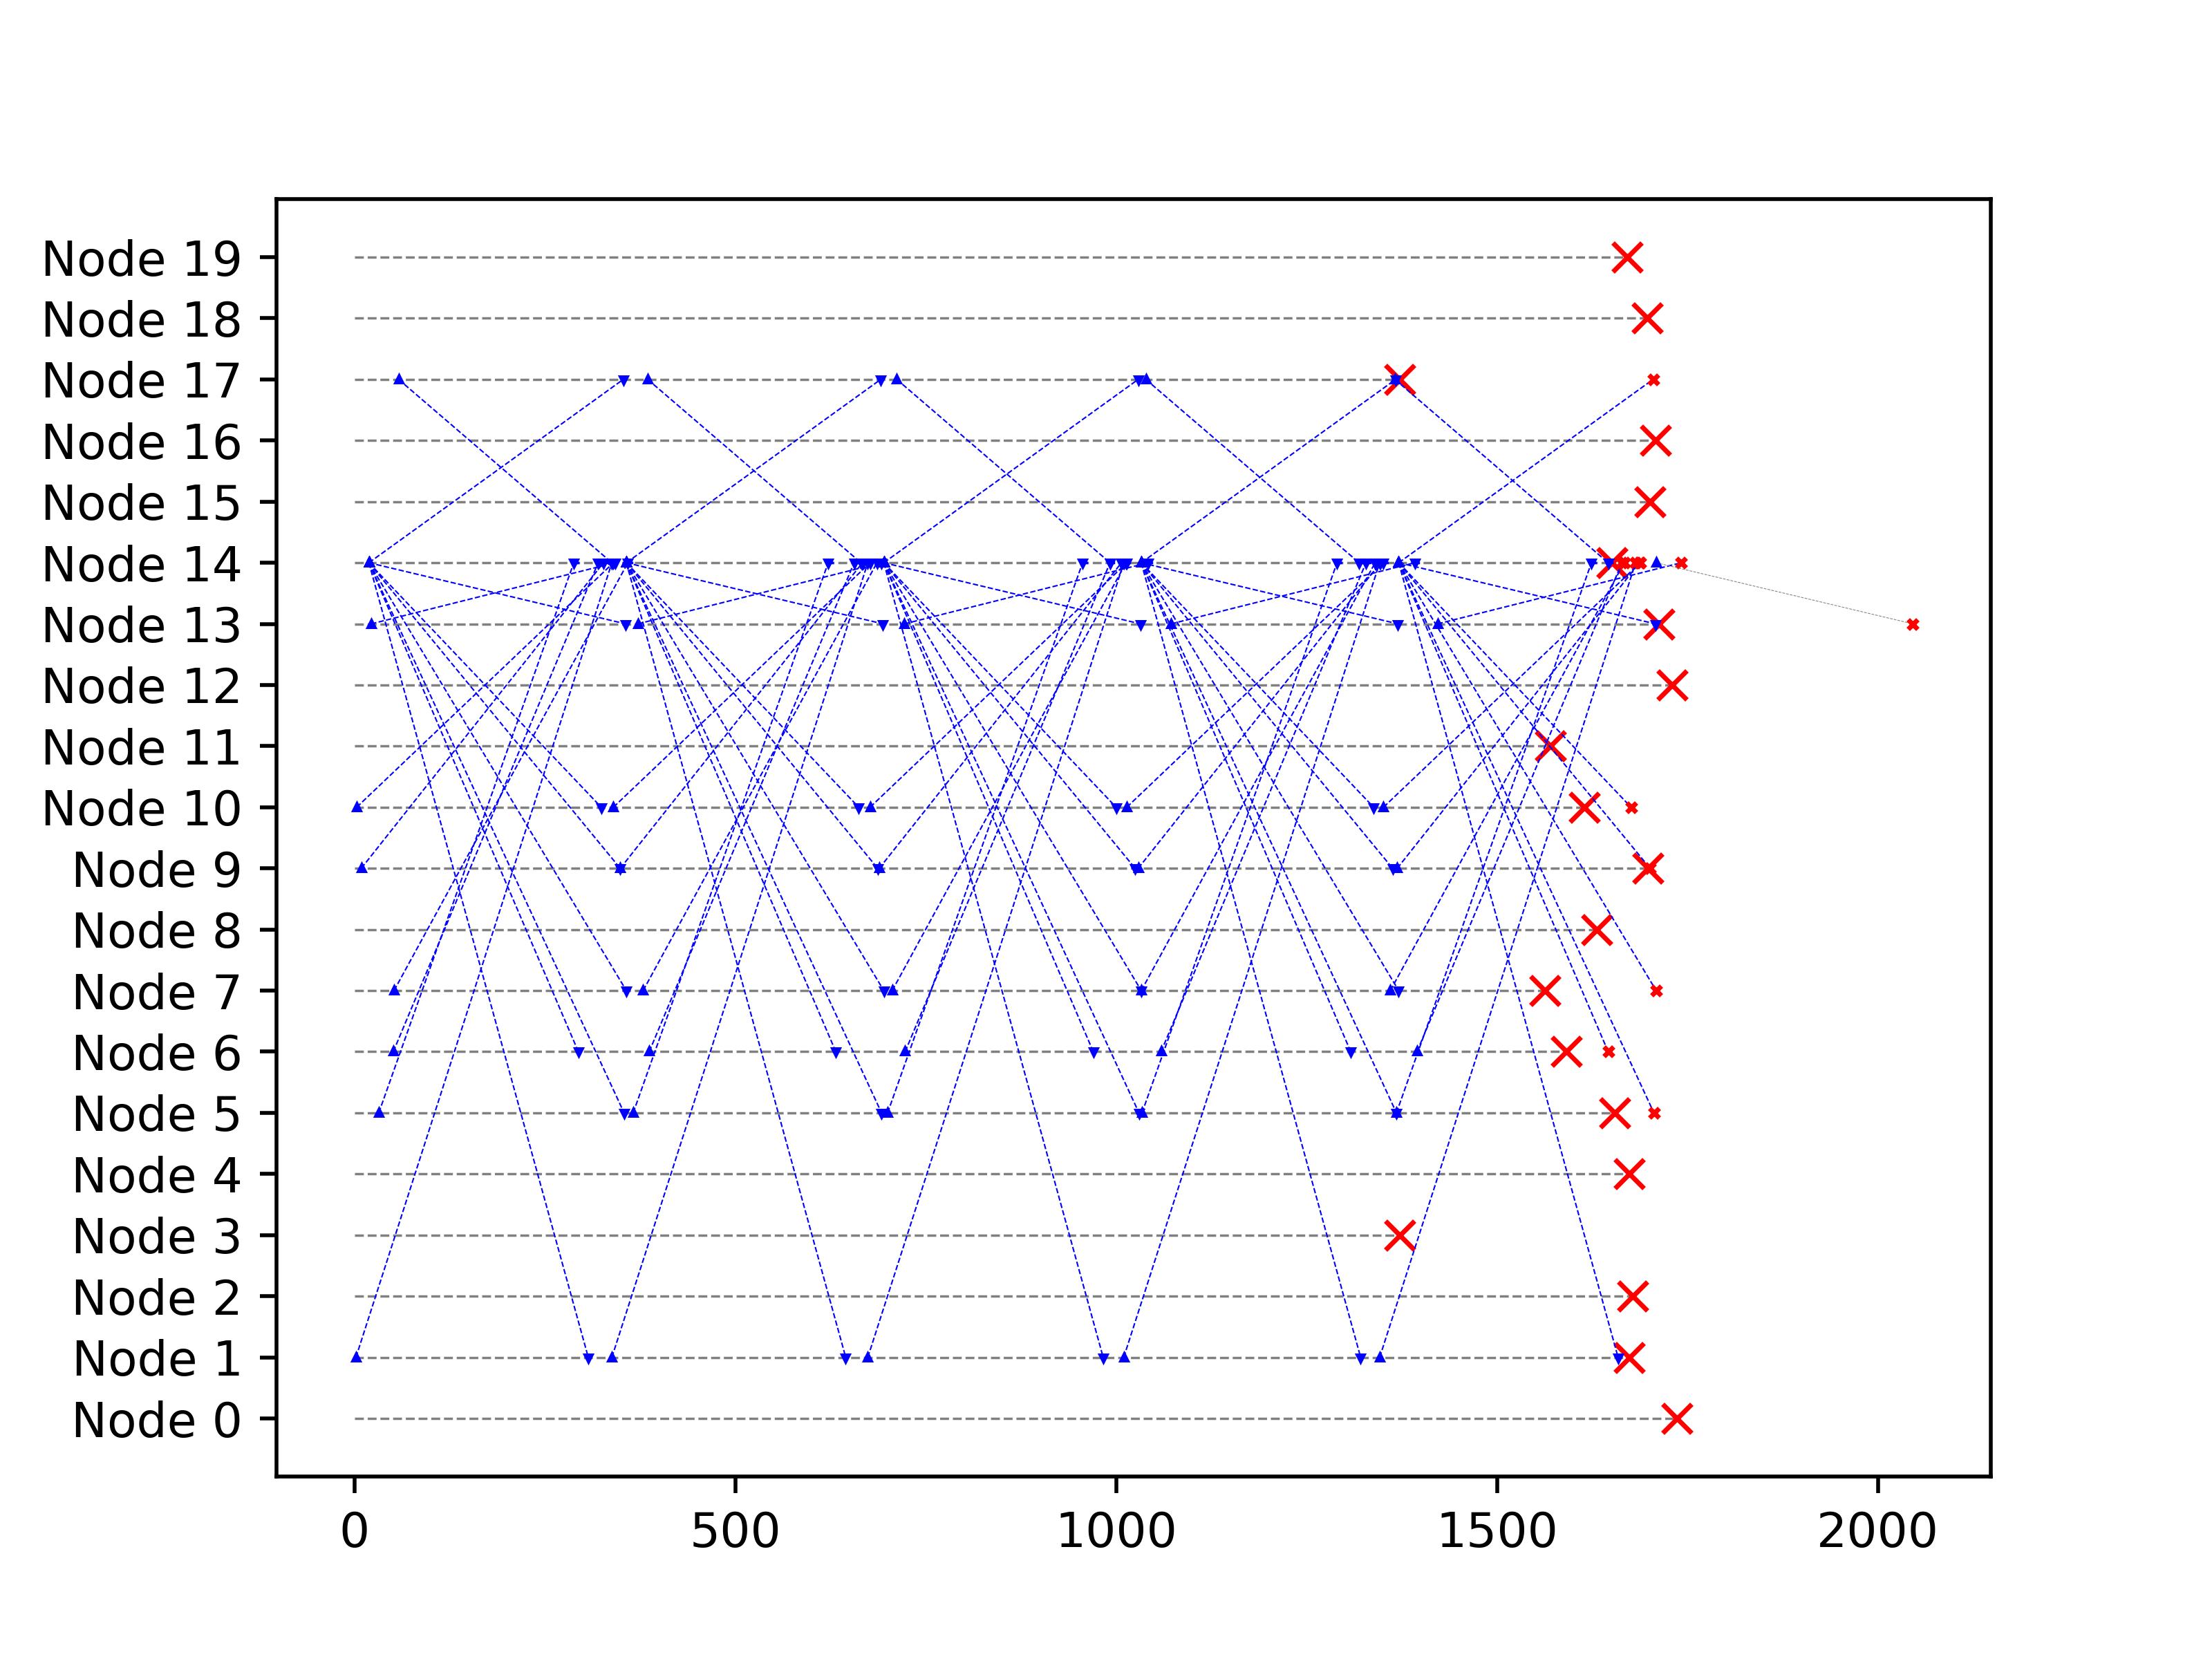 Node 19
Node 18
Node 17
Node 16
Node 15
Node 14
Node 13
Node 12
Node 11
Node 10
Node 9
Node 8
Node 7
Node 6
Node 5
Node 4
Node 3
Node 2
Node 1
Node 0
0 500 1000 1500 2000